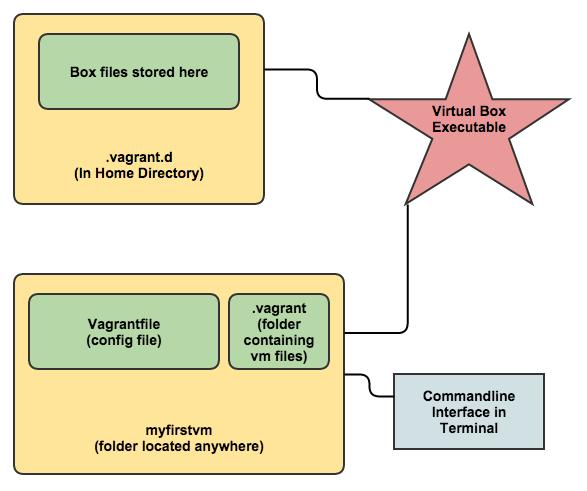 Box files stored here
.vagrant.d
(In Home Directory)
Virtual Box
Executable
Vagrantfile
(config file)
.vagrant
(folder
containing
vm files)
myfirstvm
(folder located anywhere)
Commandline
Interface in
Terminal